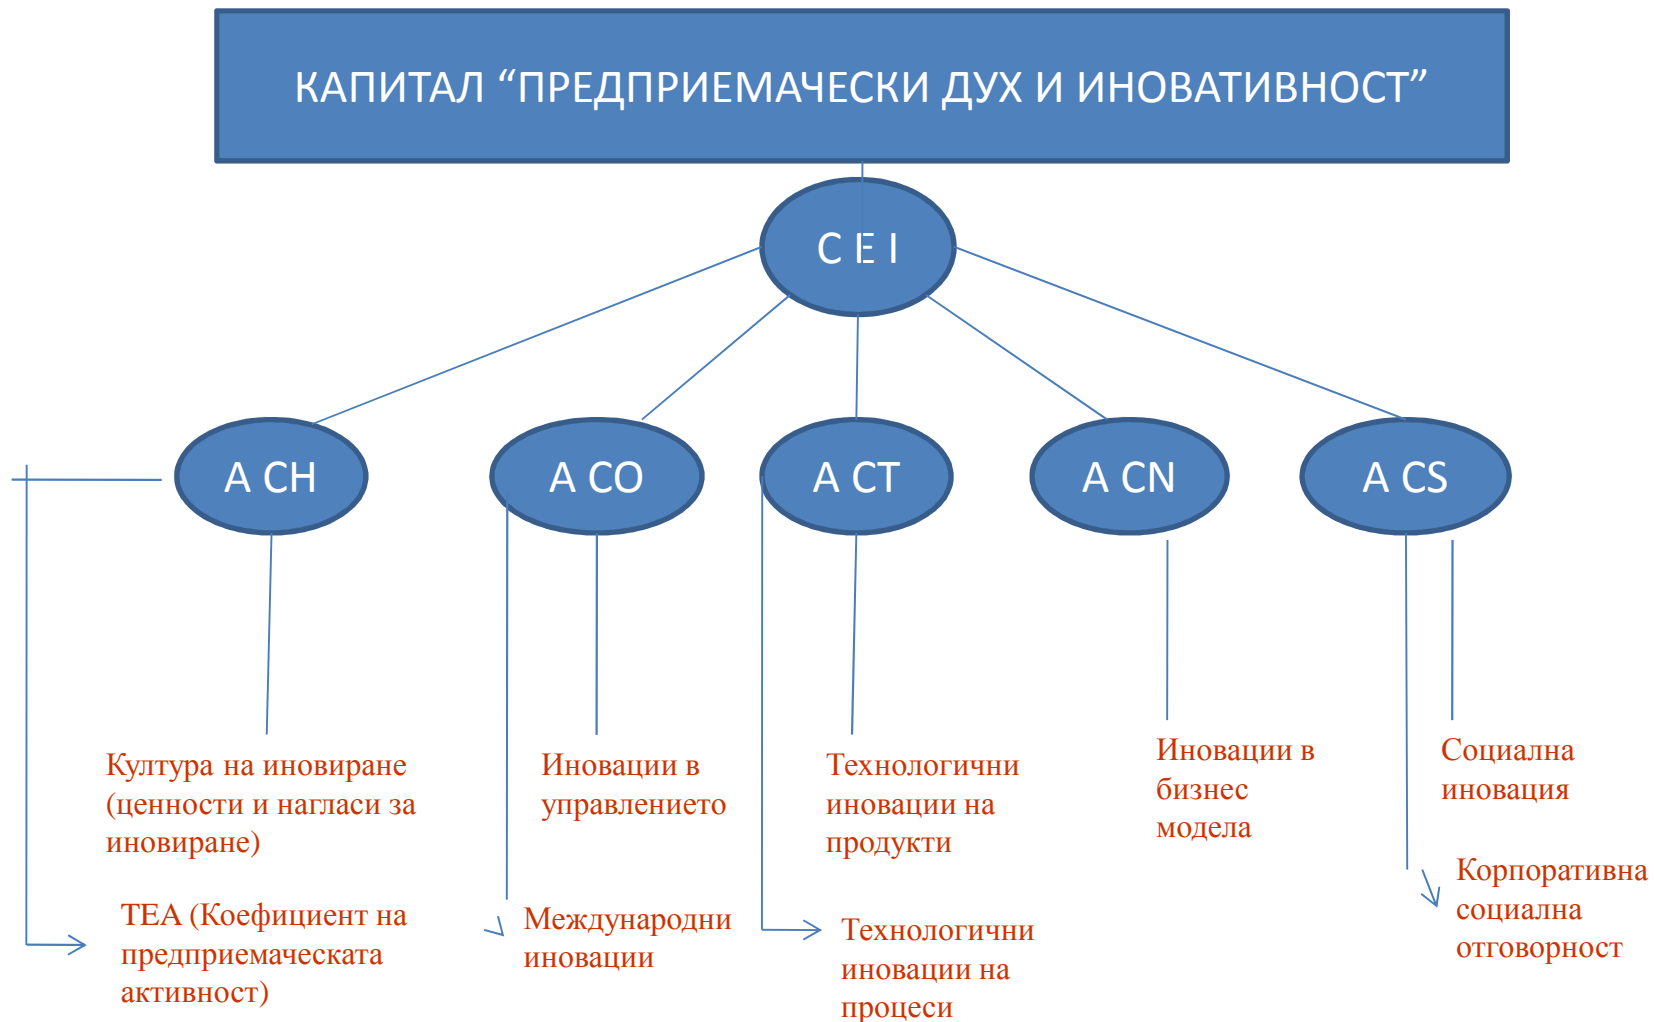 КАПИТАЛ “ПРЕДПРИЕМАЧЕСКИ ДУХ И ИНОВАТИВНОСТ”
C E I
A CH
A CO
A CT
A CN
A CS
Култура на иновиране
(ценности и нагласи за
иновиране)
TEA (Коефициент на
предприемаческата
активност)
Иновации в
управлението
Международни
иновации
Технологични
иновации на
продукти
Технологични
иновации на
процеси
Иновации в
бизнес
модела
Социална
иновация
Корпоративна
социална
отговорност